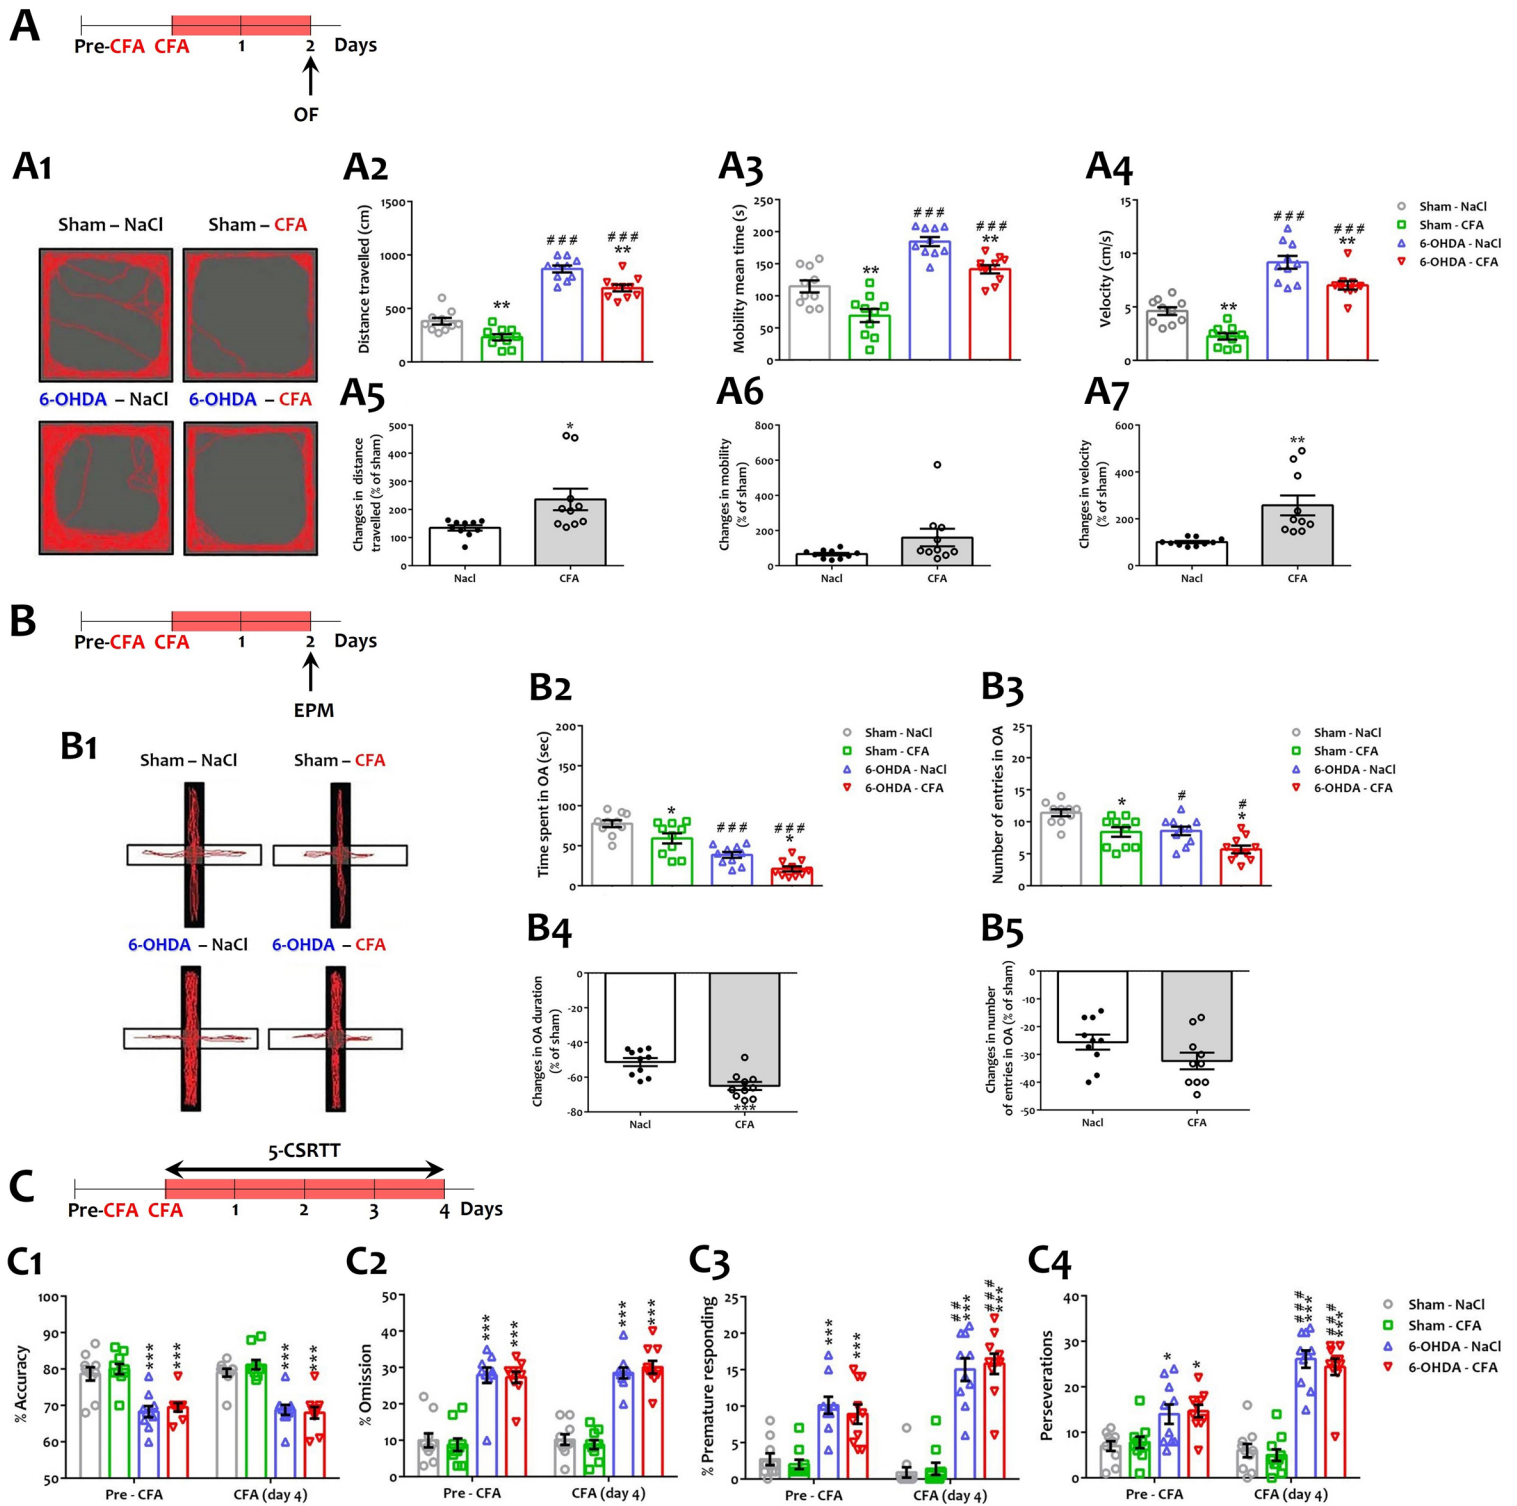 A
Pre-CFA CFA 1 2 Days
OF
A1
Sham – NaCl Sham – CFA
6-OHDA – NaCl 6-OHDA – CFA
A2
Distance travelled (cm)
1500
1000
500
0
**
###
###
**
A3
Mobility mean time (s)
250
200
150
100
50
0
**
###
###
**
A4
Velocity (cm/s)
15
10
5
0
**
###
###
**
Sham - NaCl
Sham - CFA
6-OHDA - NaCl
6-OHDA - CFA
A5
Changes in distance
travelled (% of sham)
500
400
300
200
100
0
*
Nacl CFA
A6
Changes in mobility
(% of sham)
800
600
400
200
0
Nacl CFA
A7
Changes in velocity
(% of sham)
600
400
200
0
**
Nacl CFA
B
Pre-CFA CFA 1 2 Days
EPM
B1
Sham – NaCl Sham – CFA
6-OHDA – NaCl 6-OHDA – CFA
B2
Time spent in OA (sec)
200
150
100
50
0
*
###
###
*
Sham - NaCl
Sham - CFA
6-OHDA - NaCl
6-OHDA - CFA
B3
Number of entries in OA
25
20
15
10
5
0
*
#
#
*
Sham - NaCl
Sham - CFA
6-OHDA - NaCl
6-OHDA - CFA
B4
Changes in OA duration
(% of sham)
0
-20
-40
-60
-80
***
Nacl CFA
B5
Changes in number
of entries in OA (% of sham)
0
-10
-20
-30
-40
-50
Nacl CFA
5-CSRTT
C
Pre-CFA CFA 1 2 3 4 Days
C1
% Accuracy
100
90
80
70
60
50
*** *** *** ***
Pre - CFA CFA (day 4)
C2
% Omission
50
40
30
20
10
0
*** *** *** ***
Pre - CFA CFA (day 4)
C3
% Premature responding
25
20
15
10
5
0
*** ***
##
***
###
***
Pre - CFA CFA (day 4)
C4
Perseverations
40
30
20
10
0
* *
###
***
##
***
Pre - CFA CFA (day 4)
Sham - NaCl
Sham - CFA
6-OHDA - NaCl
6-OHDA - CFA